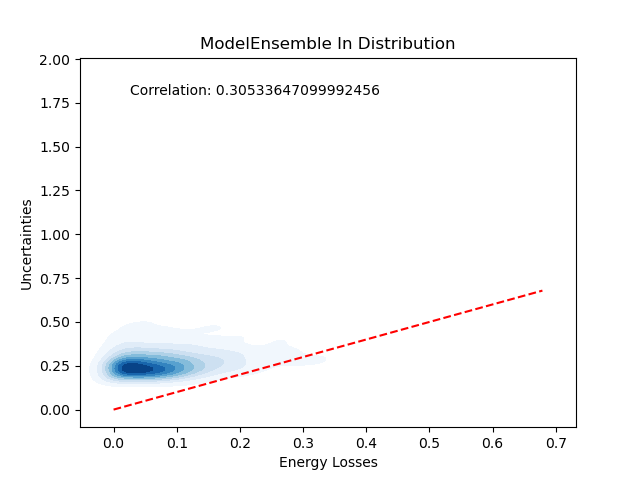 ModelEnsemble In Distribution
Correlation: 0.30533647099992456
2.00
1.75
1.50
1.25
1.00
0.75
0.50
0.25
0.00
Uncertainties
0.0 0.1 0.2 0.3 0.4 0.5 0.6 0.7
Energy Losses